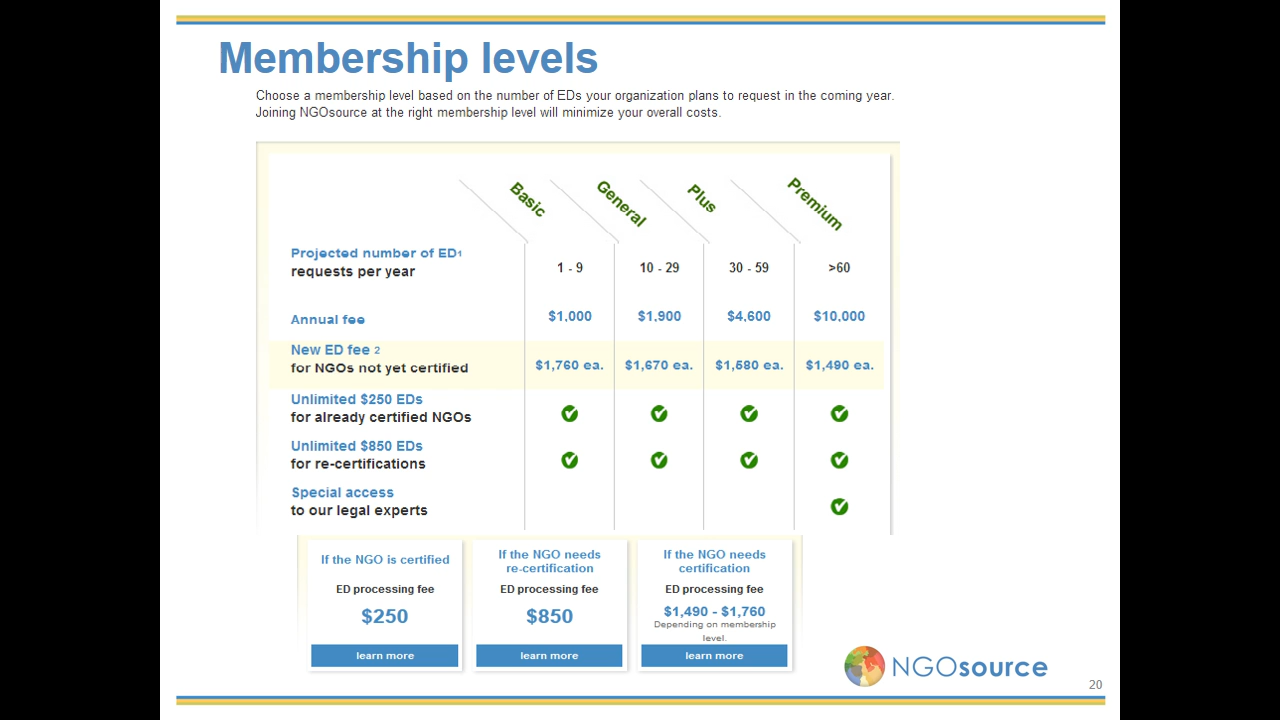 Membership levels
Choose a membership level based on the number of EDs your organization plans to request in the coming year.
Joining NGOsource at the right membership level will minimize your overall costs.
Basic General Plus Premium
Projected number of ED1
requests per year
1 - 9 10 - 29 30 - 59 >60
Annual fee $1,000 $1,900 $4,600 $10,000
New ED fee 2
for NGOs not yet certified
$1,760 ea. $1,670 ea. $1,580 ea. $1,490 ea.
Unlimited $250 EDs
for already certified NGOs
Unlimited $850 EDs
for re-certifications
Special access
to our legal experts
If the NGO is certified
ED processing fee
$250
learn more
If the NGO needs
re-certification
ED processing fee
$850
learn more
If the NGO needs
certification
ED processing fee
$1,490 - $1,760
Depending on membership
level.
learn more
NGOsource
20